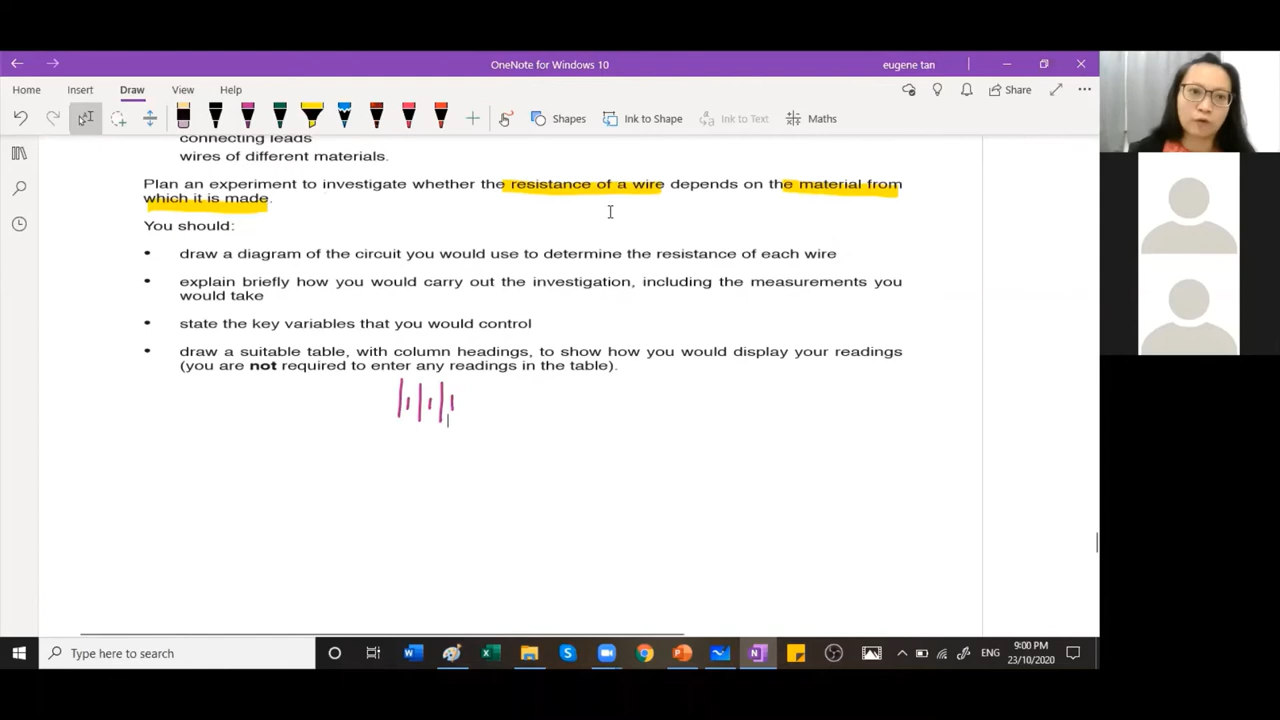 OneNote for Windows 10
eugene tan
Home Insert Draw View Help
Share
Shapes Ink to Shape Ink to Text Maths
connecting leads
wires of different materials.
Plan an experiment to investigate whether the resistance of a wire depends on the material from
which it is made.
You should:
• draw a diagram of the circuit you would use to determine the resistance of each wire
• explain briefly how you would carry out the investigation, including the measurements you
would take
• state the key variables that you would control
• draw a suitable table, with column headings, to show how you would display your readings
(you are not required to enter any readings in the table).
Type here to search
ENG
9:00 PM
23/10/2020